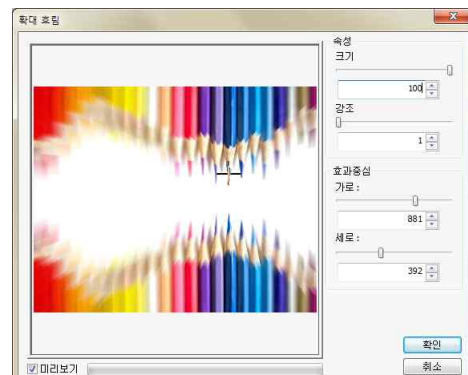 확대 흐림
속성
크기
100
강조
1
효과중심
가로 :
881
세로 :
392
확인
취소
미리보기